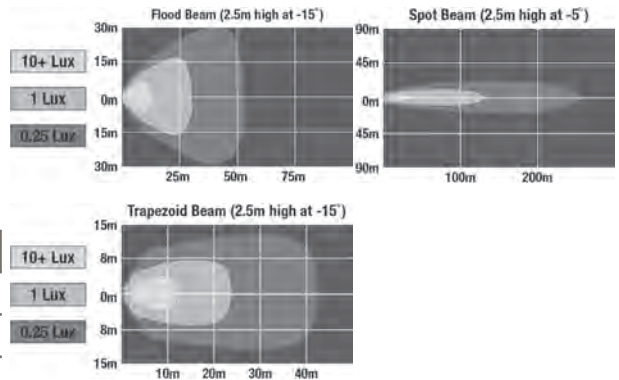 Flood Beam (2.5m high at -15°)
30m
15m
0m
15m
30m
25m 50m 75m
Spot Beam (2.5m high at -5°)
90m
45m
0m
45m
90m
100m 200m
10+ Lux
1 Lux
0.25 Lux
Trapezoid Beam (2.5m high at -15°)
15m
8m
0m
8m
15m
10m 20m 30m 40m
10+ Lux
1 Lux
0.25 Lux